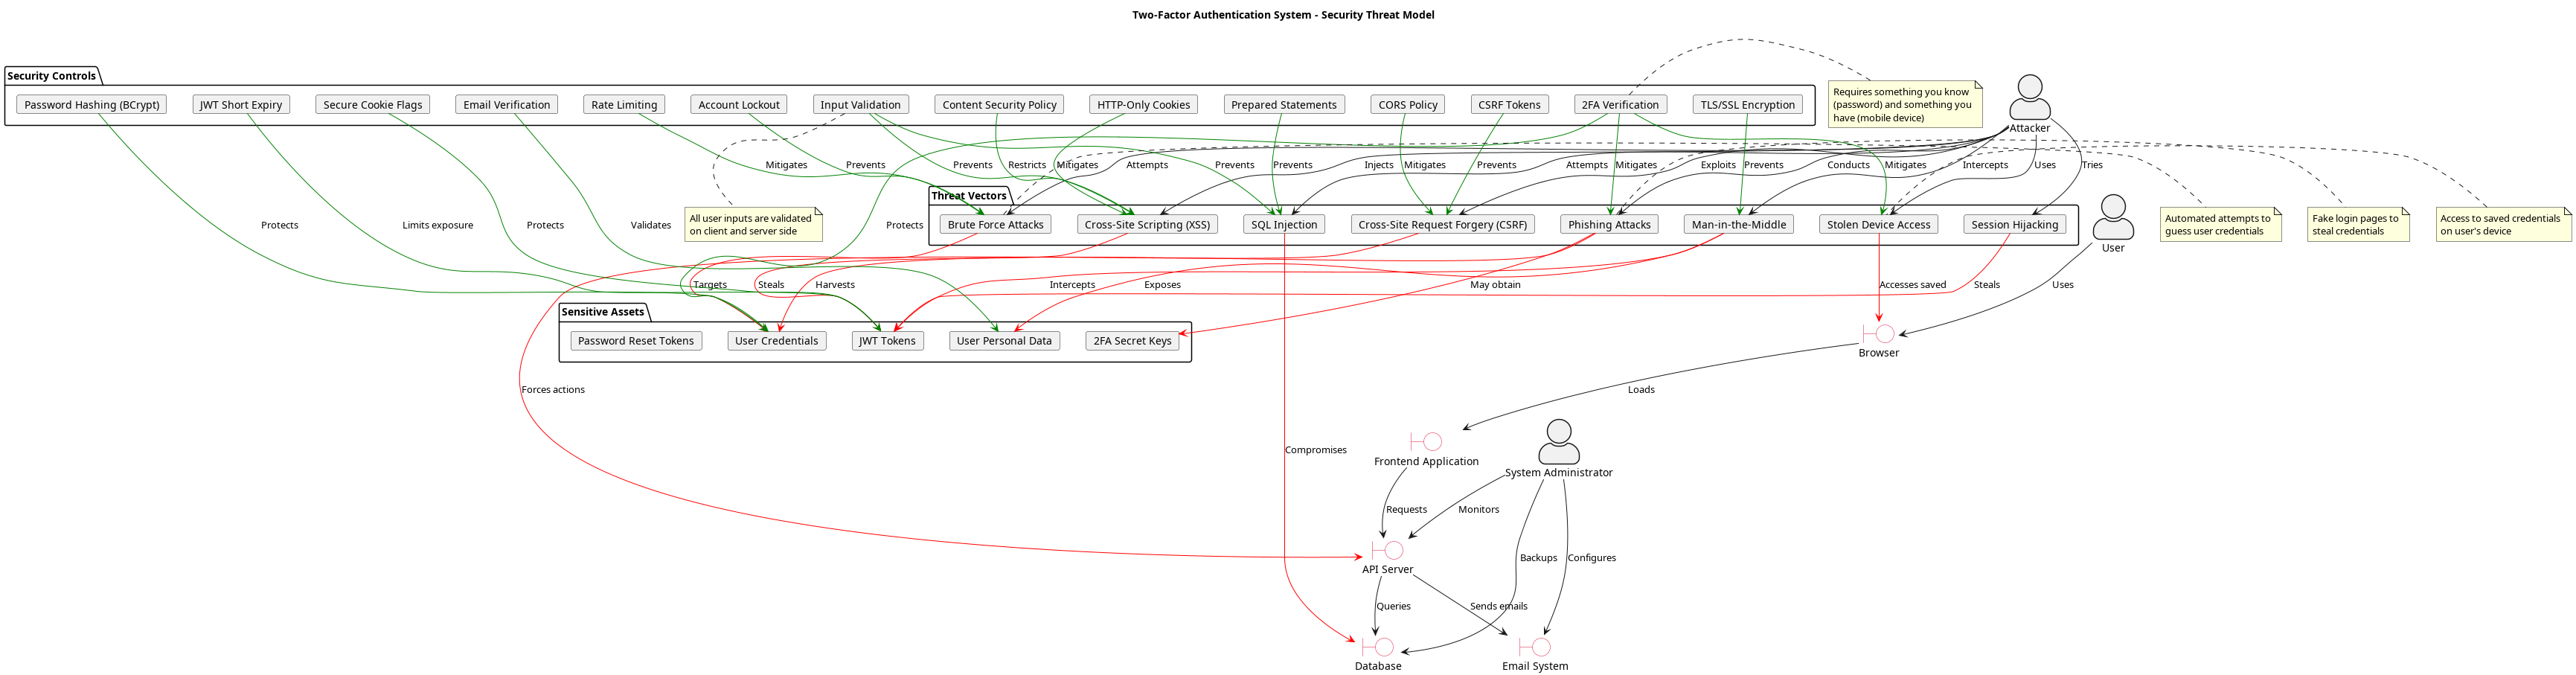 Two-Factor Authentication System - Security Threat Model
Security Controls
Password Hashing (BCrypt)
JWT Short Expiry
Secure Cookie Flags
Email Verification
Rate Limiting
Account Lockout
Input Validation
Content Security Policy
HTTP-Only Cookies
Prepared Statements
CORS Policy
CSRF Tokens
2FA Verification
TLS/SSL Encryption
Requires something you know
(password) and something you
have (mobile device)
Attacker
Mitigates
Prevents
Attempts
Prevents
Restricts
Mitigates
Prevents
Prevents
Injects
Mitigates
Prevents
Attempts
Mitigates
Exploits
Prevents
Conducts
Mitigates
Intercepts
Uses
Tries
All user inputs are validated
on client and server side
Threat Vectors
Brute Force Attacks
Cross-Site Scripting (XSS)
SQL Injection
Cross-Site Request Forgery (CSRF)
Phishing Attacks
Man-in-the-Middle
Stolen Device Access
Session Hijacking
User
Automated attempts to
guess user credentials
Fake login pages to
steal credentials
Access to saved credentials
on user's device
Protects
Limits exposure
Protects
Validates
Protects
Targets
Steals
Harvests
Intercepts
Exposes
May obtain
Accesses saved
Steals
Uses
Sensitive Assets
Password Reset Tokens
User Credentials
JWT Tokens
User Personal Data
2FA Secret Keys
Browser
Forces actions
Loads
Compromises
Frontend Application
System Administrator
Requests
Monitors
API Server
Backups
Configures
Queries
Sends emails
Database
Email System